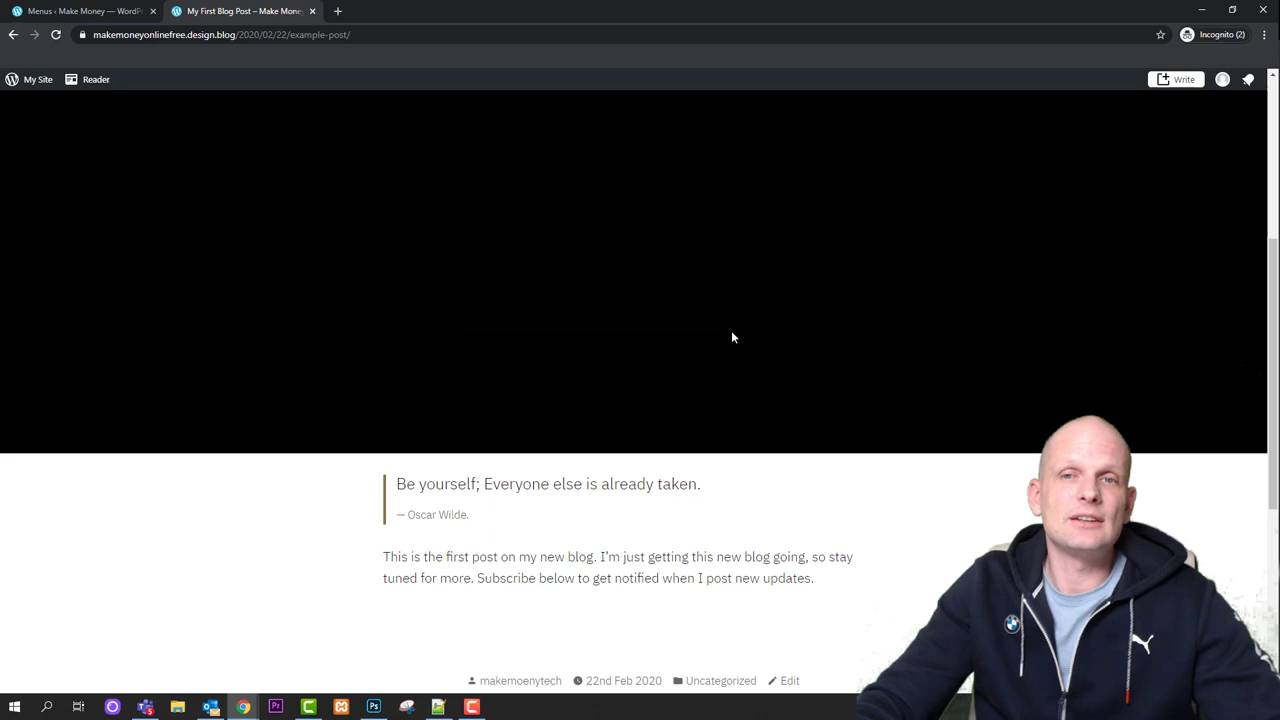 Menus ‹ Make Money — WordPr
My First Blog Post – Make Money
makemoneyonlinefree.design.blog/2020/02/22/example-post/
Incognito (2)
My Site
Reader
Write
Be yourself; Everyone else is already taken.
— Oscar Wilde.
This is the first post on my new blog. I'm just getting this new blog going, so stay
tuned for more. Subscribe below to get notified when I post new updates.
makemoenytech
22nd Feb 2020
Uncategorized
Edit